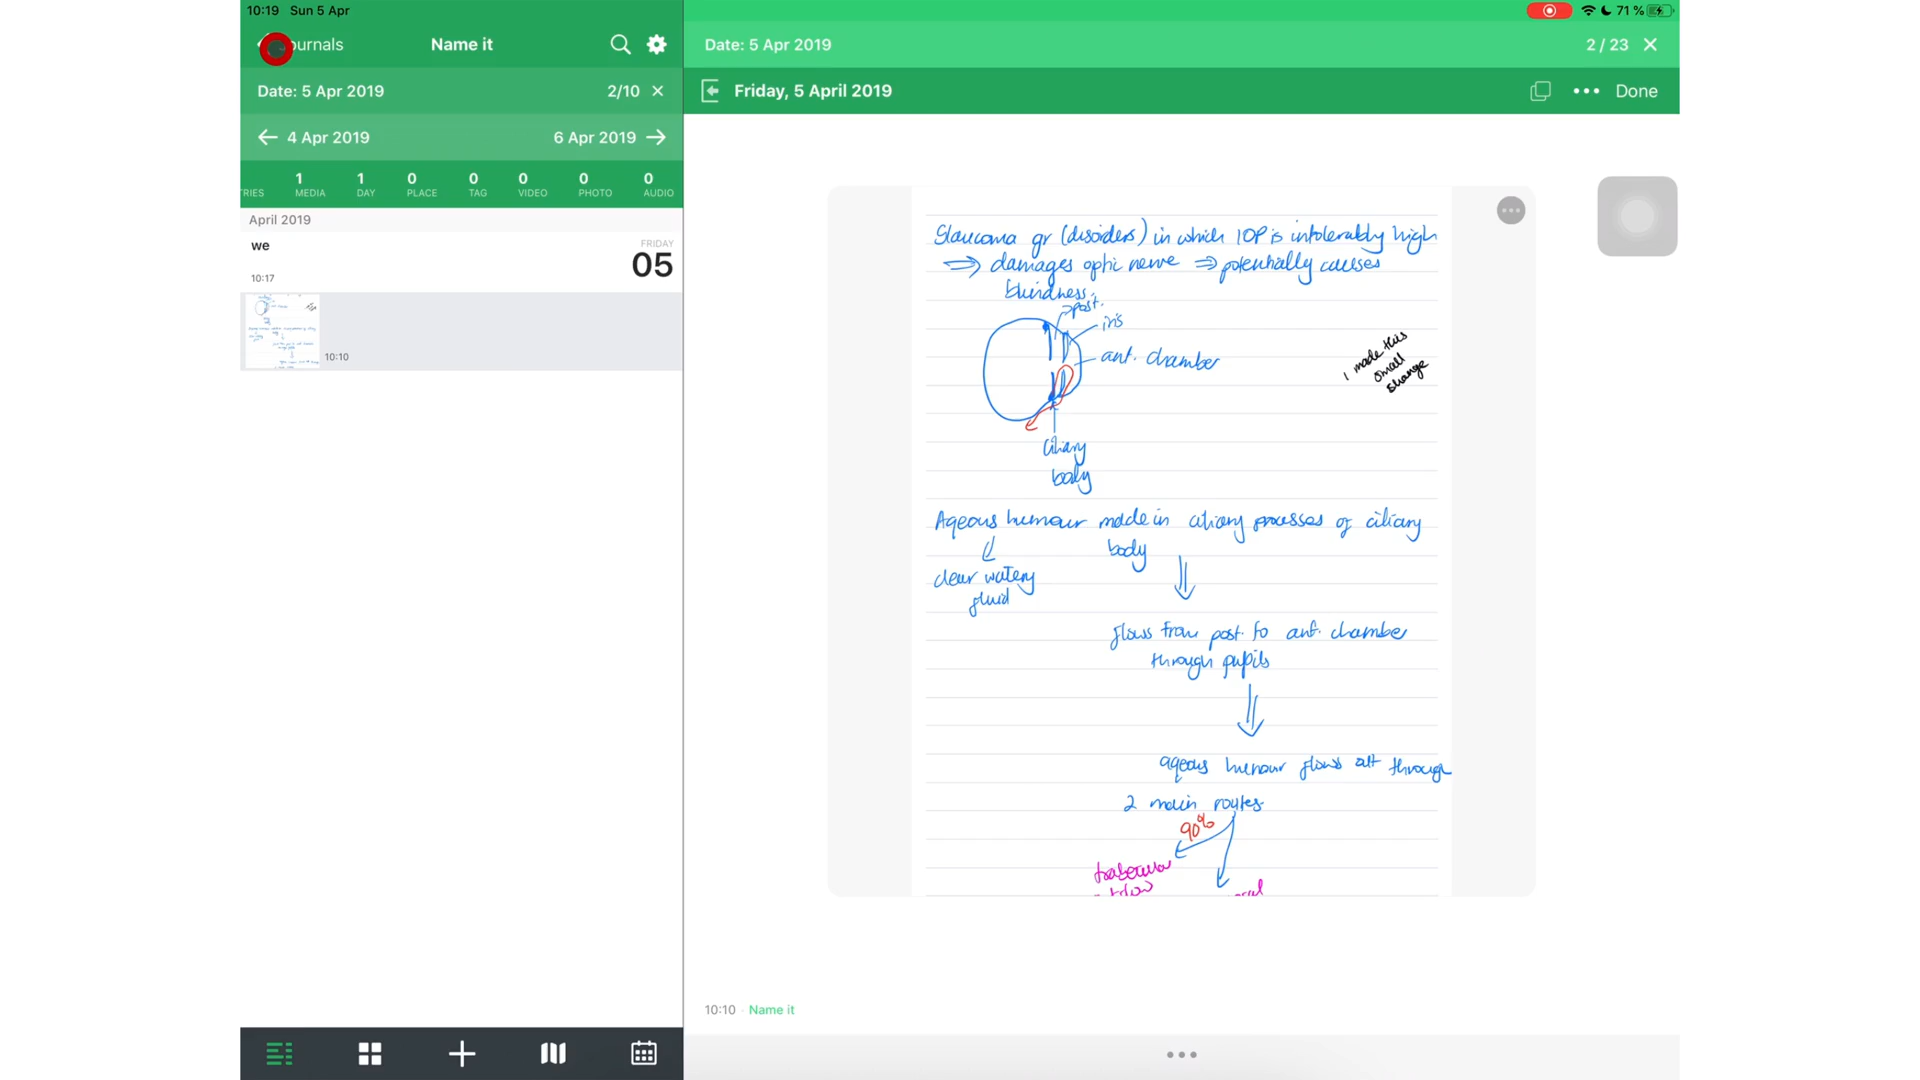 10:19 Sun 5 Apr
71 %
urnals
Name it
Date: 5 Apr 2019
2/10
4 Apr 2019
6 Apr 2019
TRIES
1 MEDIA
1 DAY
0 PLACE
0 TAG
0 VIDEO
0 PHOTO
0 AUDIO
April 2019
we
10:17
FRIDAY
05
10:10
Date: 5 Apr 2019
2 / 23
Friday, 5 April 2019
Done
Glaucoma gr (disorders) in which IOP is intolerably high
⇒ damages optic nerve ⇒ potentially causes
blindness.
post.
iris
ant. chamber
ciliary
body
I made this
small
change
Aqeous humour made in ciliary processes of ciliary
body
clear watery
fluid
flows from post. to ant. chamber
through pupils
aqeous humour flows out through
2 main routes
90%
trabecular
10:10 · Name it